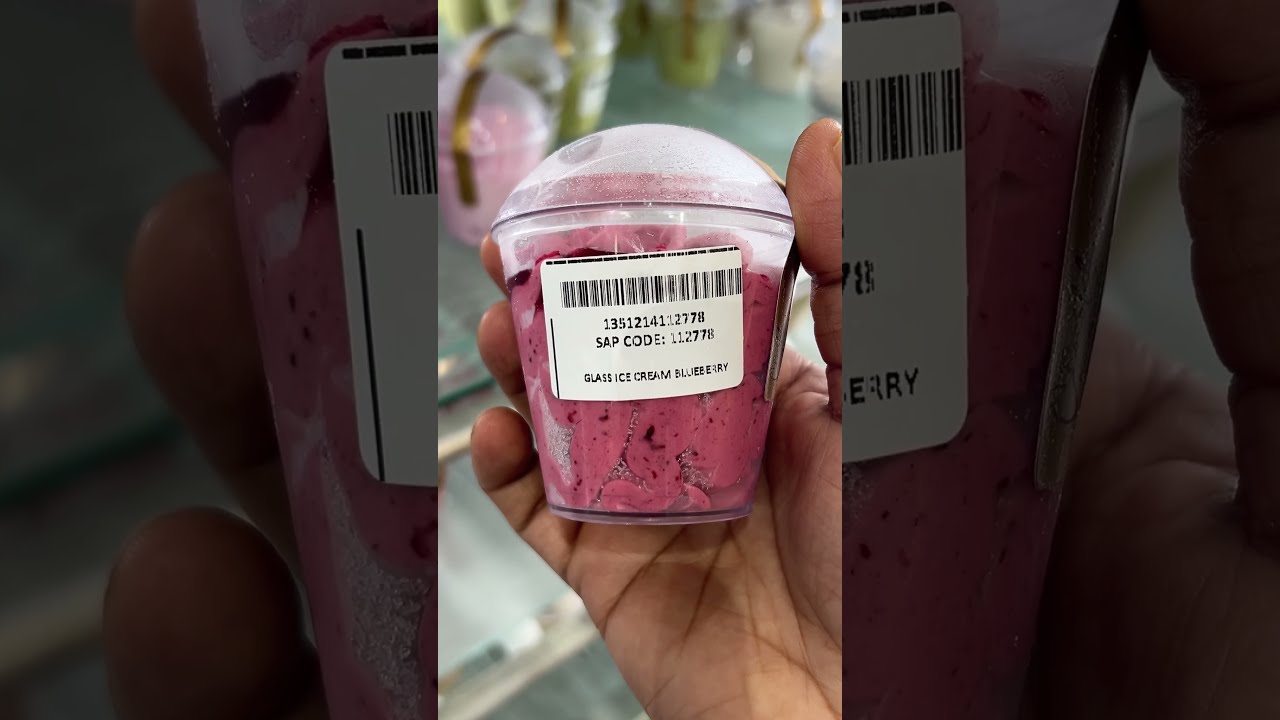 1351214112778
SAP CODE: 112778
GLASS ICE CREAM BLUEBERRY